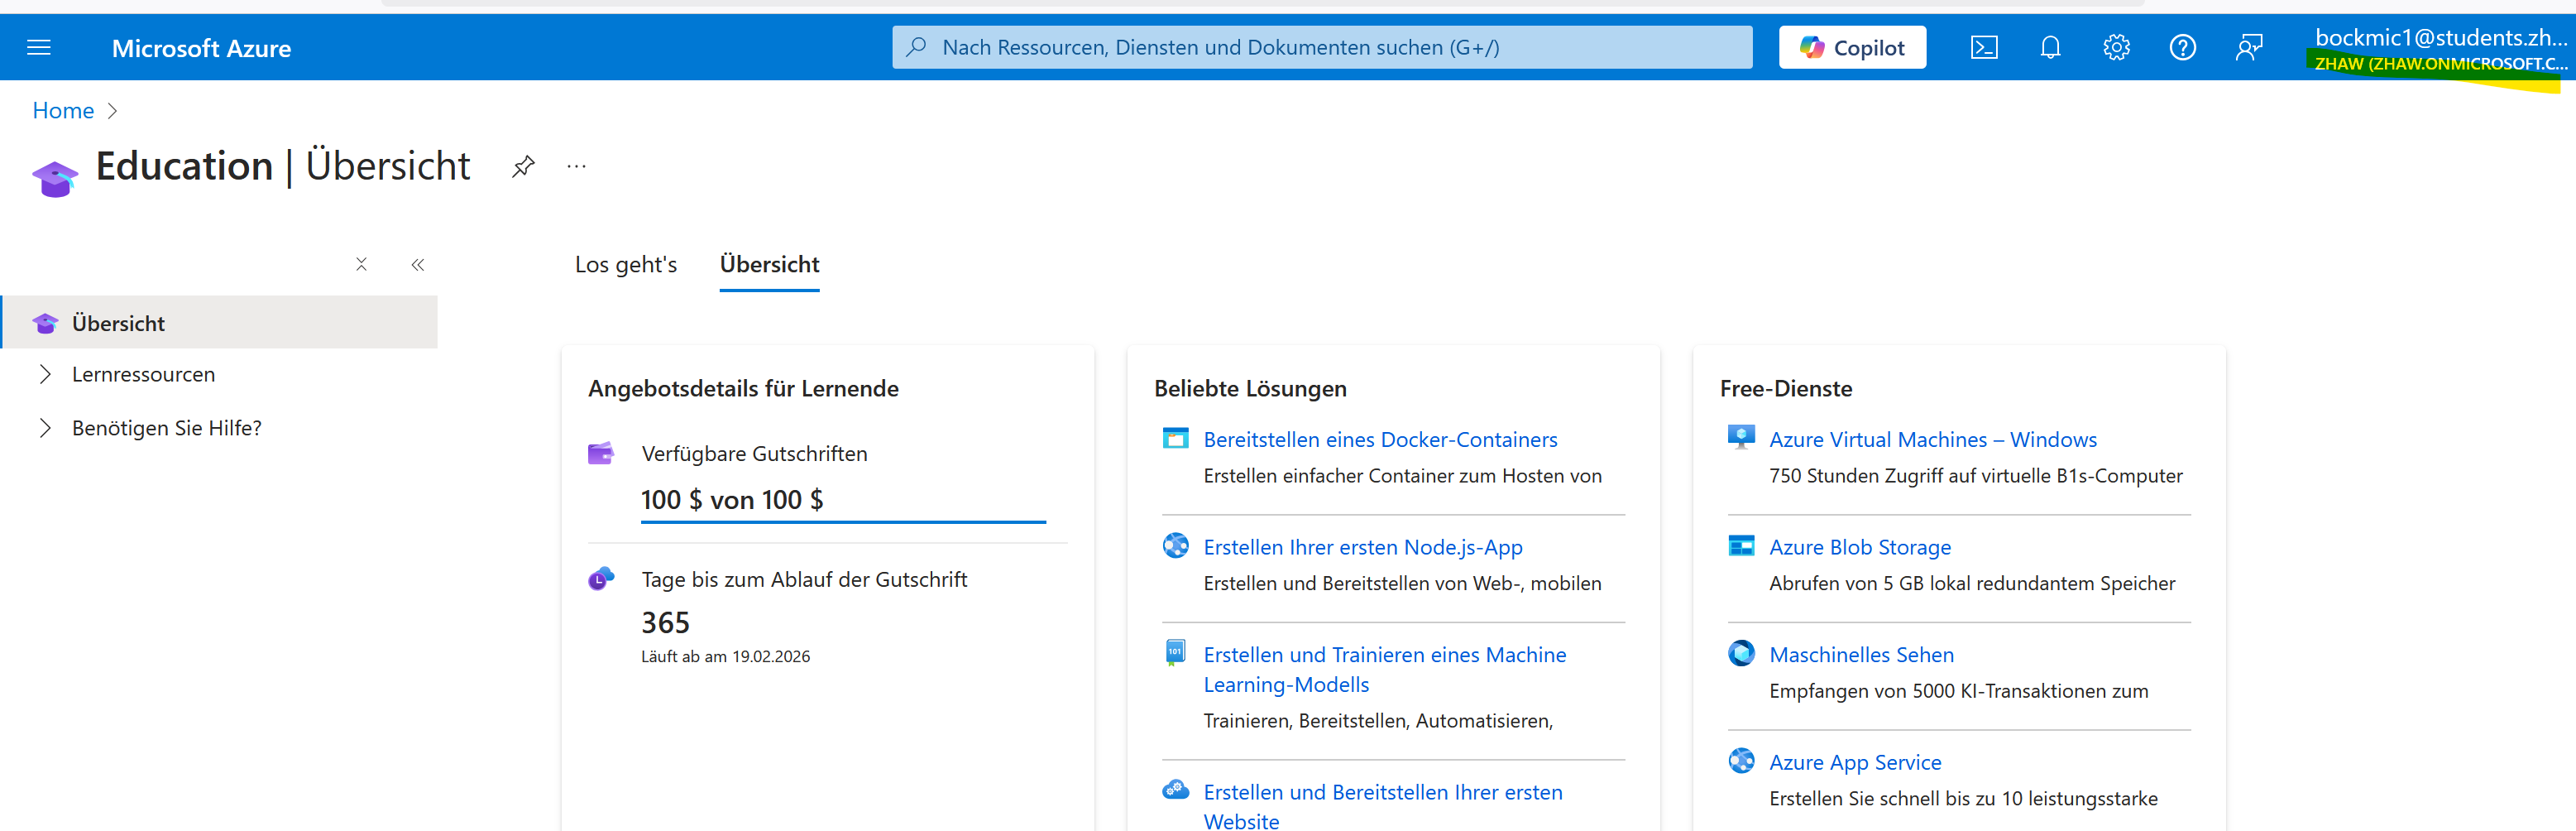 Microsoft Azure
Nach Ressourcen, Diensten und Dokumenten suchen (G+/)
Copilot
bockmic1@students.zh...
ZHAW (ZHAW.ONMICROSOFT.C...
Home
Education | Übersicht
Los geht's
Übersicht
Übersicht
Lernressourcen
Benötigen Sie Hilfe?
Angebotsdetails für Lernende
Verfügbare Gutschriften
100 $ von 100 $
Tage bis zum Ablauf der Gutschrift
365
Läuft ab am 19.02.2026
Beliebte Lösungen
Bereitstellen eines Docker-Containers
Erstellen einfacher Container zum Hosten von
Erstellen Ihrer ersten Node.js-App
Erstellen und Bereitstellen von Web-, mobilen
101
Erstellen und Trainieren eines Machine
Learning-Modells
Trainieren, Bereitstellen, Automatisieren,
Erstellen und Bereitstellen Ihrer ersten
Website
Free-Dienste
Azure Virtual Machines – Windows
750 Stunden Zugriff auf virtuelle B1s-Computer
Azure Blob Storage
Abrufen von 5 GB lokal redundantem Speicher
Maschinelles Sehen
Empfangen von 5000 KI-Transaktionen zum
Azure App Service
Erstellen Sie schnell bis zu 10 leistungsstarke